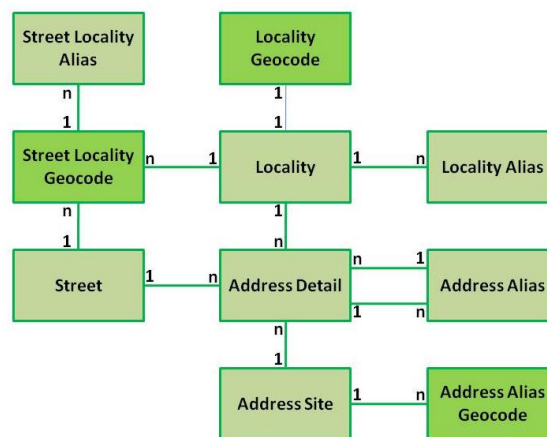 Street Locality
Alias
Locality
Geocode
n
1
1
1
Street Locality
Geocode
n
1
Locality
1
n
Locality Alias
n
1
1
n
Street
1
n
Address Detail
n
1
1
n
Address Alias
n
1
Address Site
1
n
Address Alias
Geocode